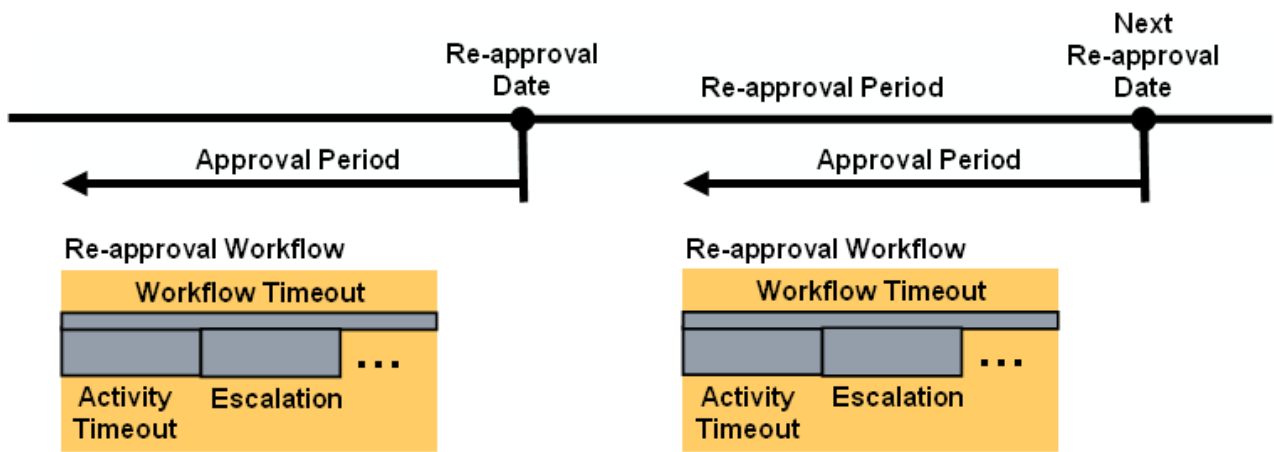 Re-approval
Date
Re-approval Period
Next
Re-approval
Date
Approval Period
Approval Period
Re-approval Workflow
Workflow Timeout
...
Activity
Timeout
Escalation
Re-approval Workflow
Workflow Timeout
...
Activity
Timeout
Escalation